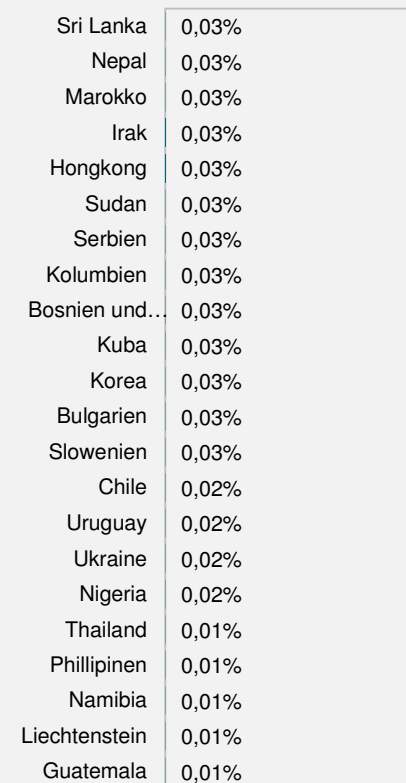 Sri Lanka 0,03%
Nepal 0,03%
Marokko 0,03%
Irak 0,03%
Hongkong 0,03%
Sudan 0,03%
Serbien 0,03%
Kolumbien 0,03%
Bosnien und… 0,03%
Kuba 0,03%
Korea 0,03%
Bulgarien 0,03%
Slowenien 0,03%
Chile 0,02%
Uruguay 0,02%
Ukraine 0,02%
Nigeria 0,02%
Thailand 0,01%
Phillipinen 0,01%
Namibia 0,01%
Liechtenstein 0,01%
Guatemala 0,01%